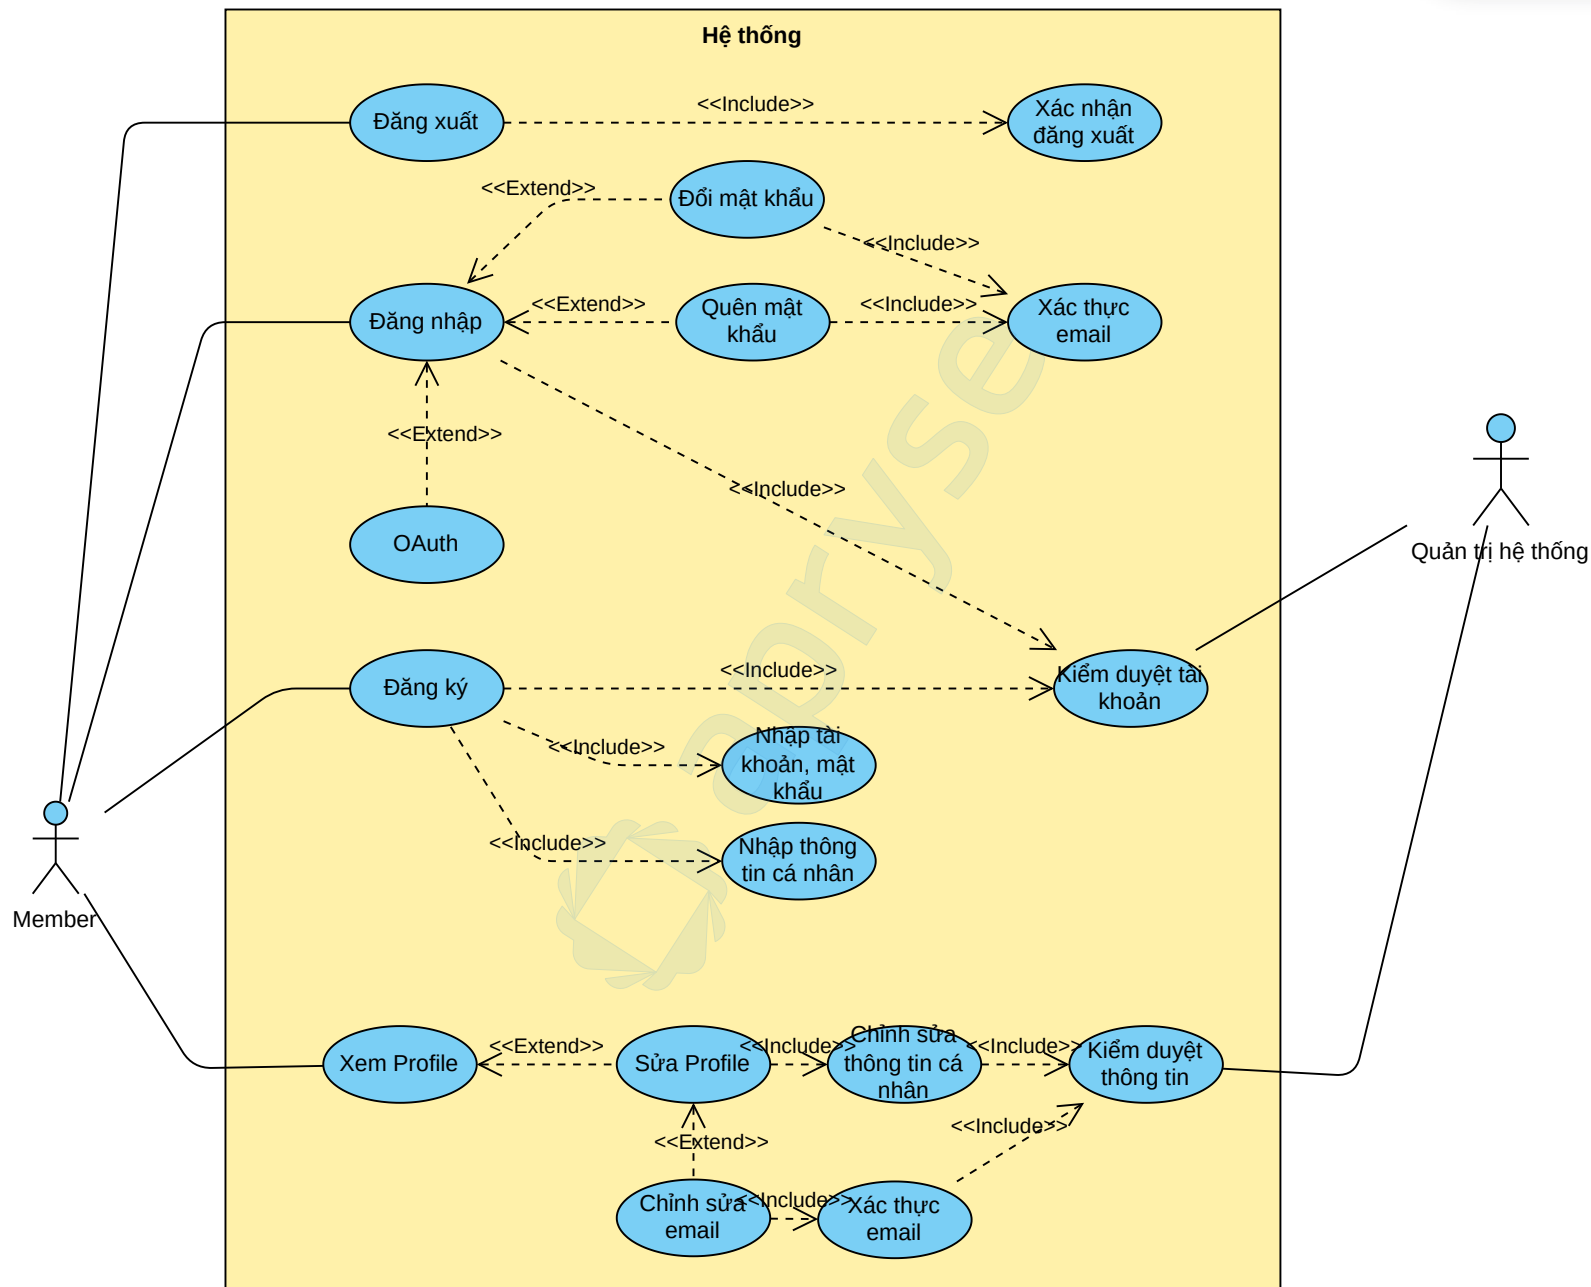 Hệ thống
Đăng xuất
<<Include>>
Xác nhận
đăng xuất
<<Extend>>
Đổi mật khẩu
<<Include>>
Đăng nhập
<<Extend>>
Quên mật
khẩu
<<Include>>
Xác thực
email
<<Extend>>
<<Include>>
OAuth
Quản trị hệ thống
Đăng ký
<<Include>>
Kiểm duyệt tài
khoản
<<Include>>
Nhập tài
khoản, mật
khẩu
<<Include>>
Nhập thông
tin cá nhân
Member
Xem Profile
<<Extend>>
Sửa Profile
<<Include>>
Chỉnh sửa
thông tin cá
nhân
<<Include>>
Kiểm duyệt
thông tin
<<Extend>>
<<Include>>
Chỉnh sửa
email
<<Include>>
Xác thực
email
apryse